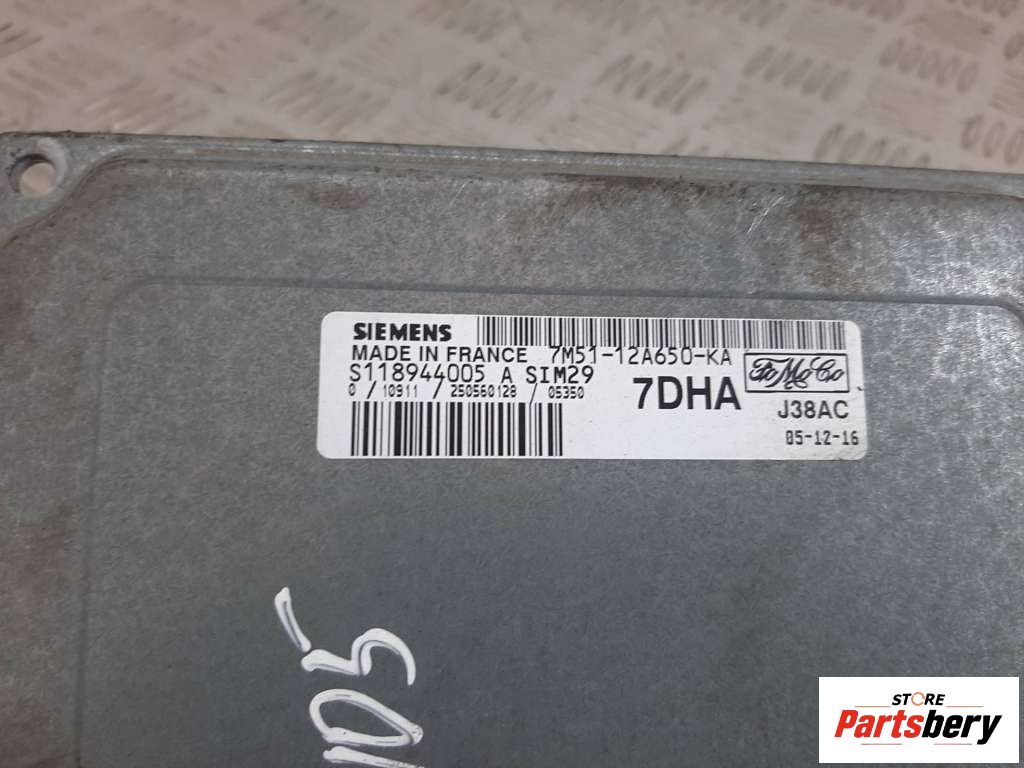 SIEMENS
MADE IN FRANCE 7M51-12A650-KA
S118944005 A SIM29
0 / 10911 / 250560128 / 05350
7DHA
FoMoCo
J38AC
05-12-16
105
STORE
Partsbery